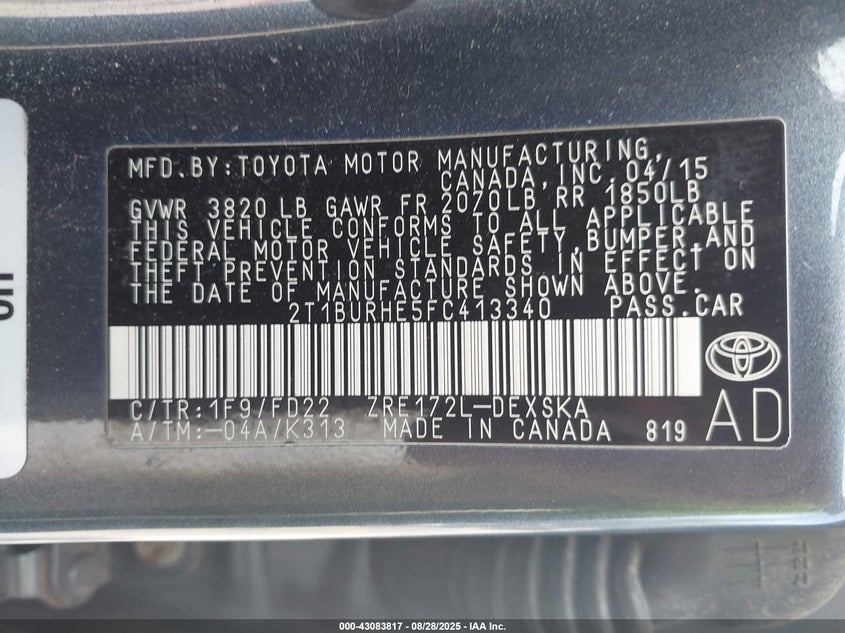 MFD.BY:TOYOTA MOTOR MANUFACTURING,
CANADA, INC. 04/15
GVWR 3820 LB GAWR FR 2070LB, RR 1850LB
THIS VEHICLE CONFORMS TO ALL APPLICABLE
FEDERAL MOTOR VEHICLE SAFETY,BUMPER,AND
THEFT PREVENTION STANDARDS IN EFFECT ON
THE DATE OF MANUFACTURE SHOWN ABOVE.
2T1BURHE5FC413340 PASS.CAR
C/TR:1F9/FD22 ZRE172L-DEXSKA
A/TM:-04A/K313 MADE IN CANADA 819 AD
000-43083817 - 08/28/2025 - IAA Inc.